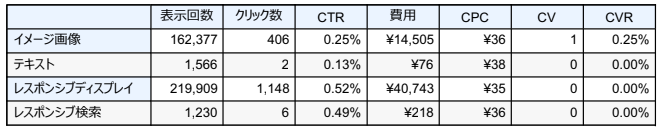 表示回数 クリック数 CTR 費用 CPC CV CVR
イメージ画像 162,377 406 0.25% ¥14,505 ¥36 1 0.25%
テキスト 1,566 2 0.13% ¥76 ¥38 0 0.00%
レスポンシブディスプレイ 219,909 1,148 0.52% ¥40,743 ¥35 0 0.00%
レスポンシブ検索 1,230 6 0.49% ¥218 ¥36 0 0.00%